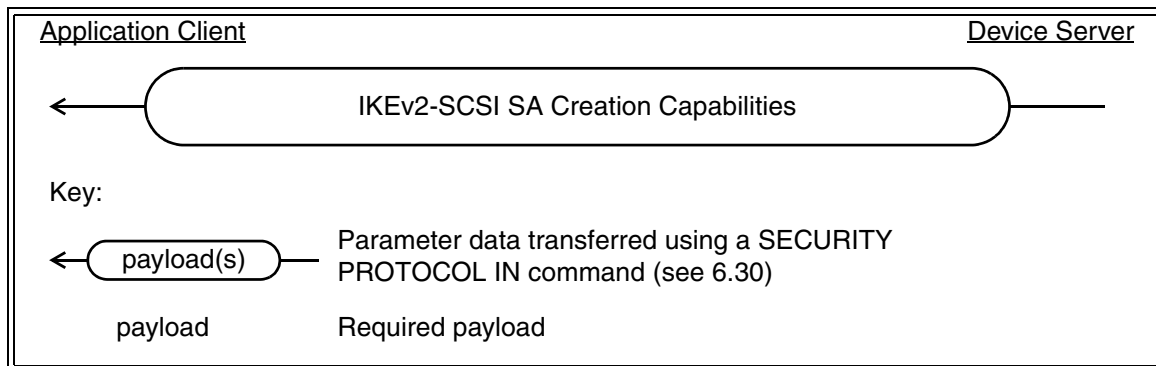 Application Client Device Server
IKEv2-SCSI SA Creation Capabilities
Key:
payload(s) Parameter data transferred using a SECURITY
PROTOCOL IN command (see 6.30)
payload Required payload